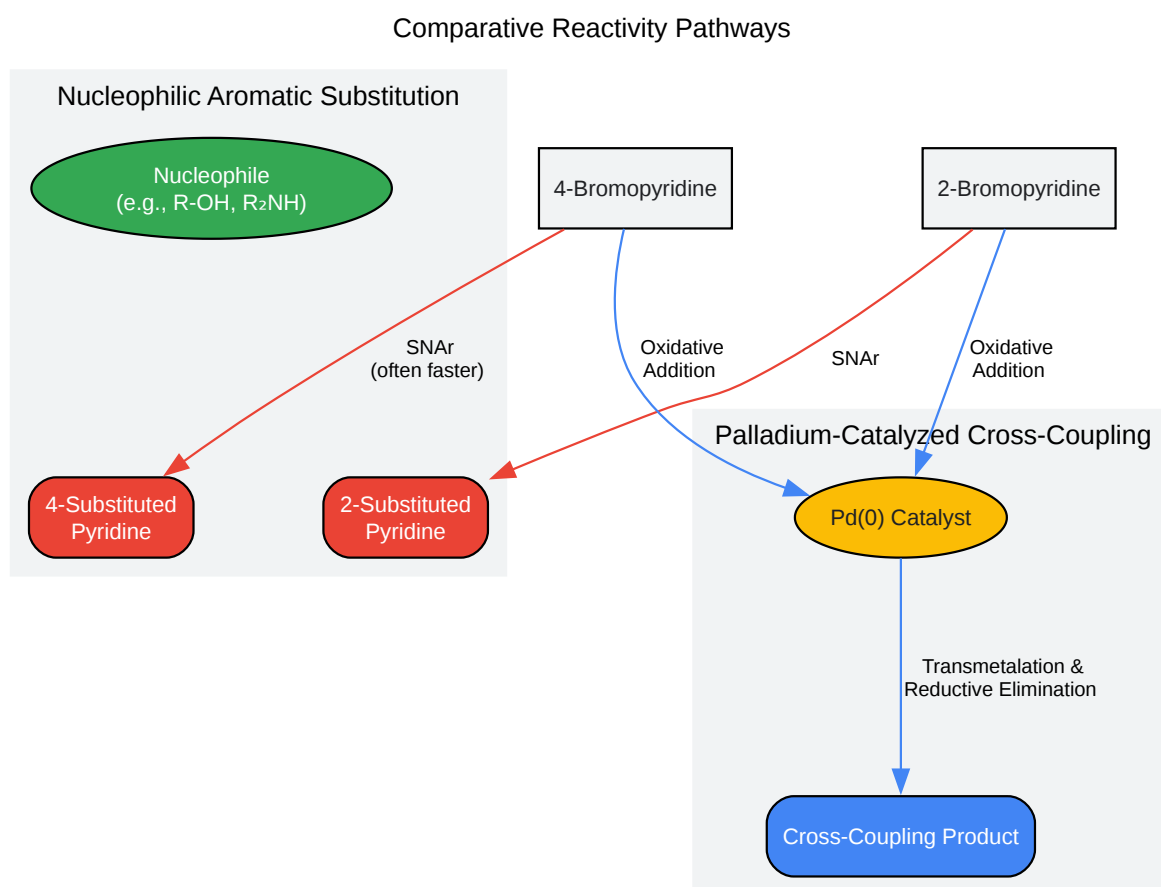 Comparative Reactivity Pathways
Nucleophilic Aromatic Substitution
Nucleophile
(e.g., R-OH, R₂NH)
4-Bromopyridine
2-Bromopyridine
SNAr
(often faster)
Oxidative
Addition
SNAr
Oxidative
Addition
Palladium-Catalyzed Cross-Coupling
4-Substituted
Pyridine
2-Substituted
Pyridine
Pd(0) Catalyst
Transmetalation &
Reductive Elimination
Cross-Coupling Product